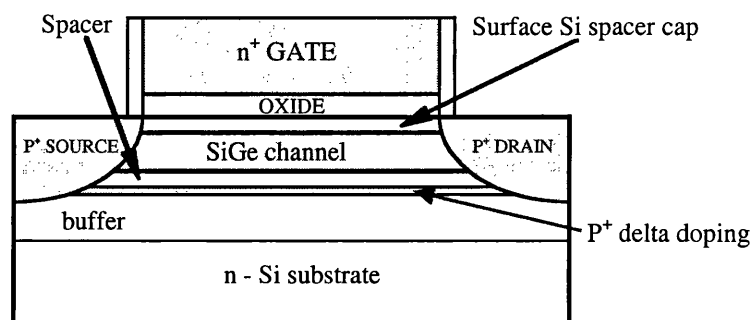 Spacer
n⁺ GATE
Surface Si spacer cap
OXIDE
P⁺ SOURCE
SiGe channel
P⁺ DRAIN
buffer
P⁺ delta doping
n - Si substrate